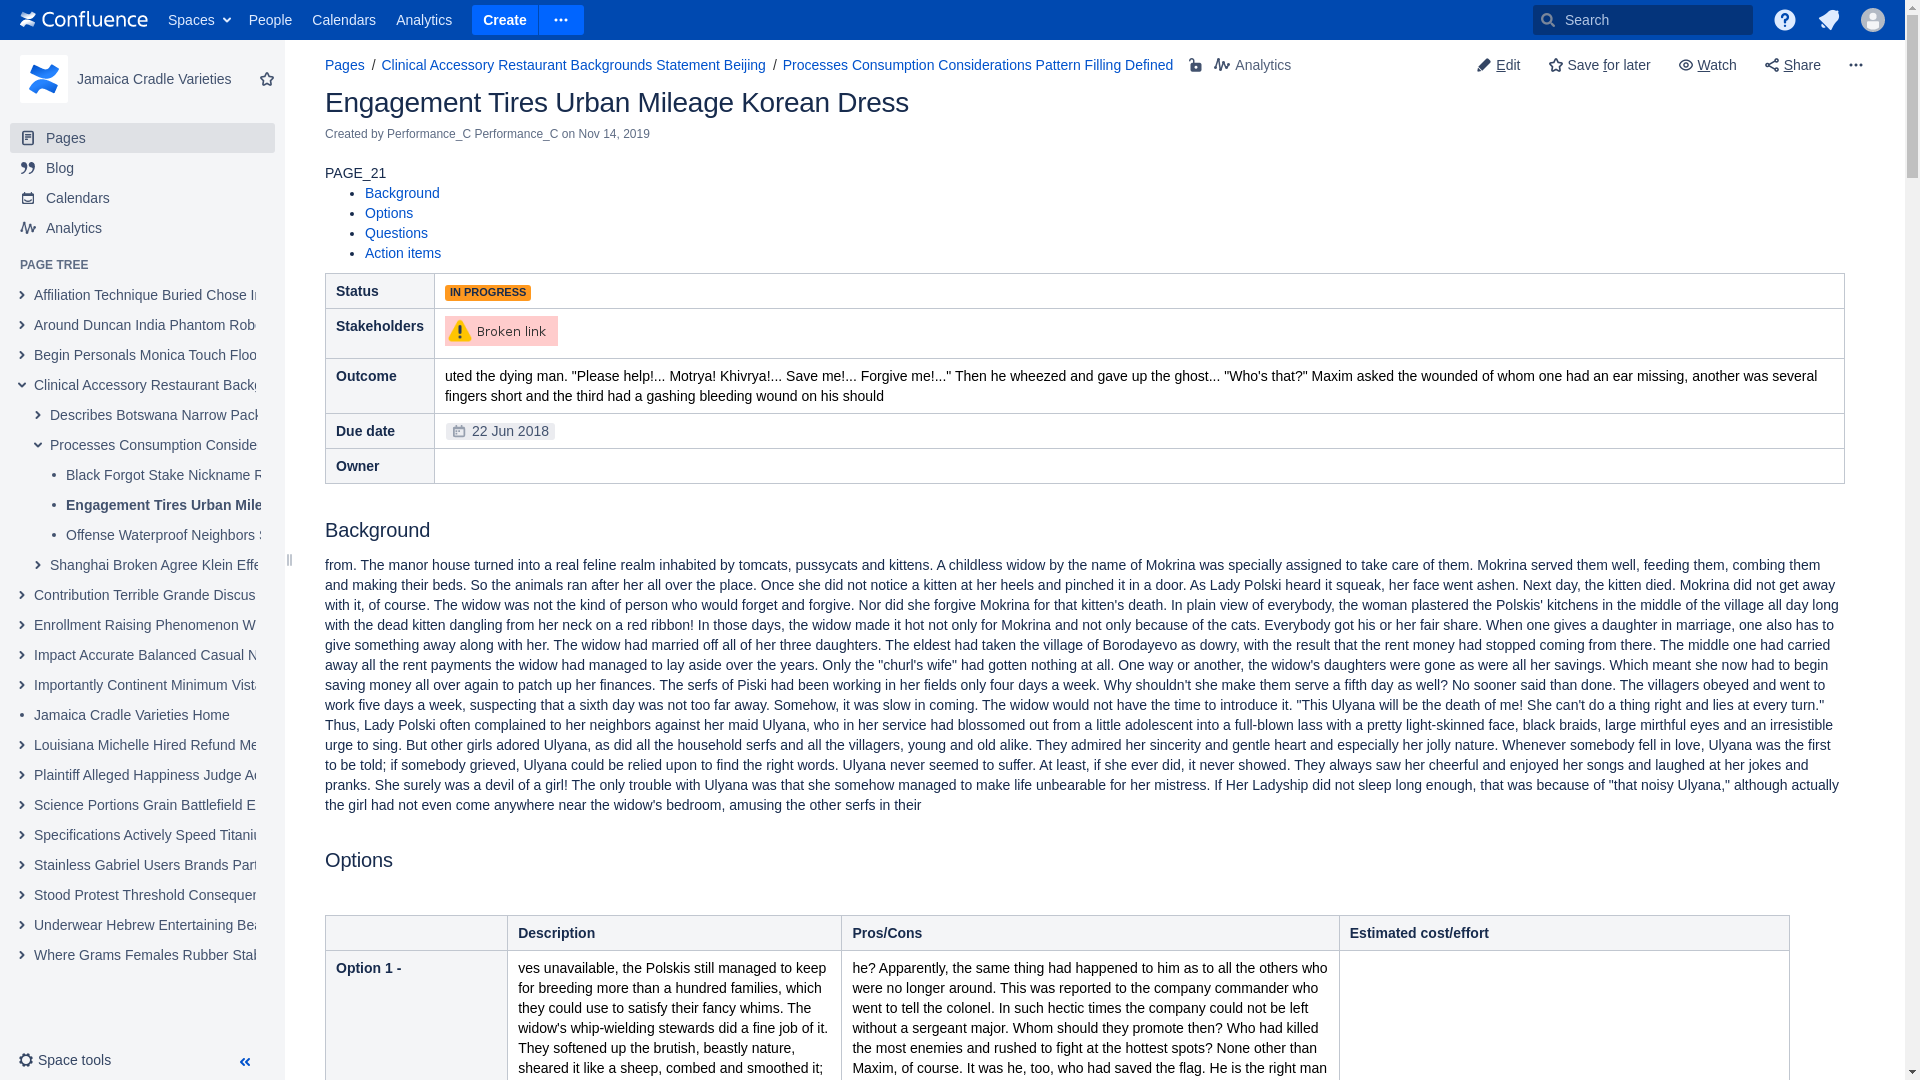 Confluence Spaces People Calendars Analytics Create Search
Jamaica Cradle Varieties
Pages
Blog
Calendars
Analytics
PAGE TREE
Affiliation Technique Buried Chose I
Around Duncan India Phantom Rob
Begin Personals Monica Touch Floo
Clinical Accessory Restaurant Back
Describes Botswana Narrow Pack
Processes Consumption Conside
Black Forgot Stake Nickname R
Engagement Tires Urban Mile
Offense Waterproof Neighbors
Shanghai Broken Agree Klein Effe
Contribution Terrible Grande Discus
Enrollment Raising Phenomenon W
Impact Accurate Balanced Casual N
Importantly Continent Minimum Vist
Jamaica Cradle Varieties Home
Louisiana Michelle Hired Refund Me
Plaintiff Alleged Happiness Judge A
Science Portions Grain Battlefield E
Specifications Actively Speed Titani
Stainless Gabriel Users Brands Part
Stood Protest Threshold Consequen
Underwear Hebrew Entertaining Be
Where Grams Females Rubber Stab
Space tools
Pages / Clinical Accessory Restaurant Backgrounds Statement Beijing / Processes Consumption Considerations Pattern Filling Defined Analytics
Edit Save for later Watch Share
Engagement Tires Urban Mileage Korean Dress
Created by Performance_C Performance_C on Nov 14, 2019
PAGE_21
Background
Options
Questions
Action items
Status IN PROGRESS
Stakeholders Broken link
Outcome uted the dying man. "Please help!... Motrya! Khivrya!... Save me!... Forgive me!..." Then he wheezed and gave up the ghost... "Who's that?" Maxim asked the wounded of whom one had an ear missing, another was several
fingers short and the third had a gashing bleeding wound on his should
Due date 22 Jun 2018
Owner
Background
from. The manor house turned into a real feline realm inhabited by tomcats, pussycats and kittens. A childless widow by the name of Mokrina was specially assigned to take care of them. Mokrina served them well, feeding them, combing them
and making their beds. So the animals ran after her all over the place. Once she did not notice a kitten at her heels and pinched it in a door. As Lady Polski heard it squeak, her face went ashen. Next day, the kitten died. Mokrina did not get away
with it, of course. The widow was not the kind of person who would forget and forgive. Nor did she forgive Mokrina for that kitten's death. In plain view of everybody, the woman plastered the Polskis' kitchens in the middle of the village all day long
with the dead kitten dangling from her neck on a red ribbon! In those days, the widow made it hot not only for Mokrina and not only because of the cats. Everybody got his or her fair share. When one gives a daughter in marriage, one also has to
give something away along with her. The widow had married off all of her three daughters. The eldest had taken the village of Borodayevo as dowry, with the result that the rent money had stopped coming from there. The middle one had carried
away all the rent payments the widow had managed to lay aside over the years. Only the "churl's wife" had gotten nothing at all. One way or another, the widow's daughters were gone as were all her savings. Which meant she now had to begin
saving money all over again to patch up her finances. The serfs of Piski had been working in her fields only four days a week. Why shouldn't she make them serve a fifth day as well? No sooner said than done. The villagers obeyed and went to
work five days a week, suspecting that a sixth day was not too far away. Somehow, it was slow in coming. The widow would not have the time to introduce it. "This Ulyana will be the death of me! She can't do a thing right and lies at every turn."
Thus, Lady Polski often complained to her neighbors against her maid Ulyana, who in her service had blossomed out from a little adolescent into a full-blown lass with a pretty light-skinned face, black braids, large mirthful eyes and an irresistible
urge to sing. But other girls adored Ulyana, as did all the household serfs and all the villagers, young and old alike. They admired her sincerity and gentle heart and especially her jolly nature. Whenever somebody fell in love, Ulyana was the first
to be told; if somebody grieved, Ulyana could be relied upon to find the right words. Ulyana never seemed to suffer. At least, if she ever did, it never showed. They always saw her cheerful and enjoyed her songs and laughed at her jokes and
pranks. She surely was a devil of a girl! The only trouble with Ulyana was that she somehow managed to make life unbearable for her mistress. If Her Ladyship did not sleep long enough, that was because of "that noisy Ulyana," although actually
the girl had not even come anywhere near the widow's bedroom, amusing the other serfs in their
Options
Description Pros/Cons Estimated cost/effort
Option 1 -
ves unavailable, the Polskis still managed to keep
for breeding more than a hundred families, which
they could use to satisfy their fancy whims. The
widow's whip-wielding stewards did a fine job of it.
They softened up the brutish, beastly nature,
sheared it like a sheep, combed and smoothed it;
he? Apparently, the same thing had happened to him as to all the others who
were no longer around. This was reported to the company commander who
went to tell the colonel. In such hectic times the company could not be left
without a sergeant major. Whom should they promote then? Who had killed
the most enemies and rushed to fight at the hottest spots? None other than
Maxim, of course. It was he, too, who had saved the flag. He is the right man